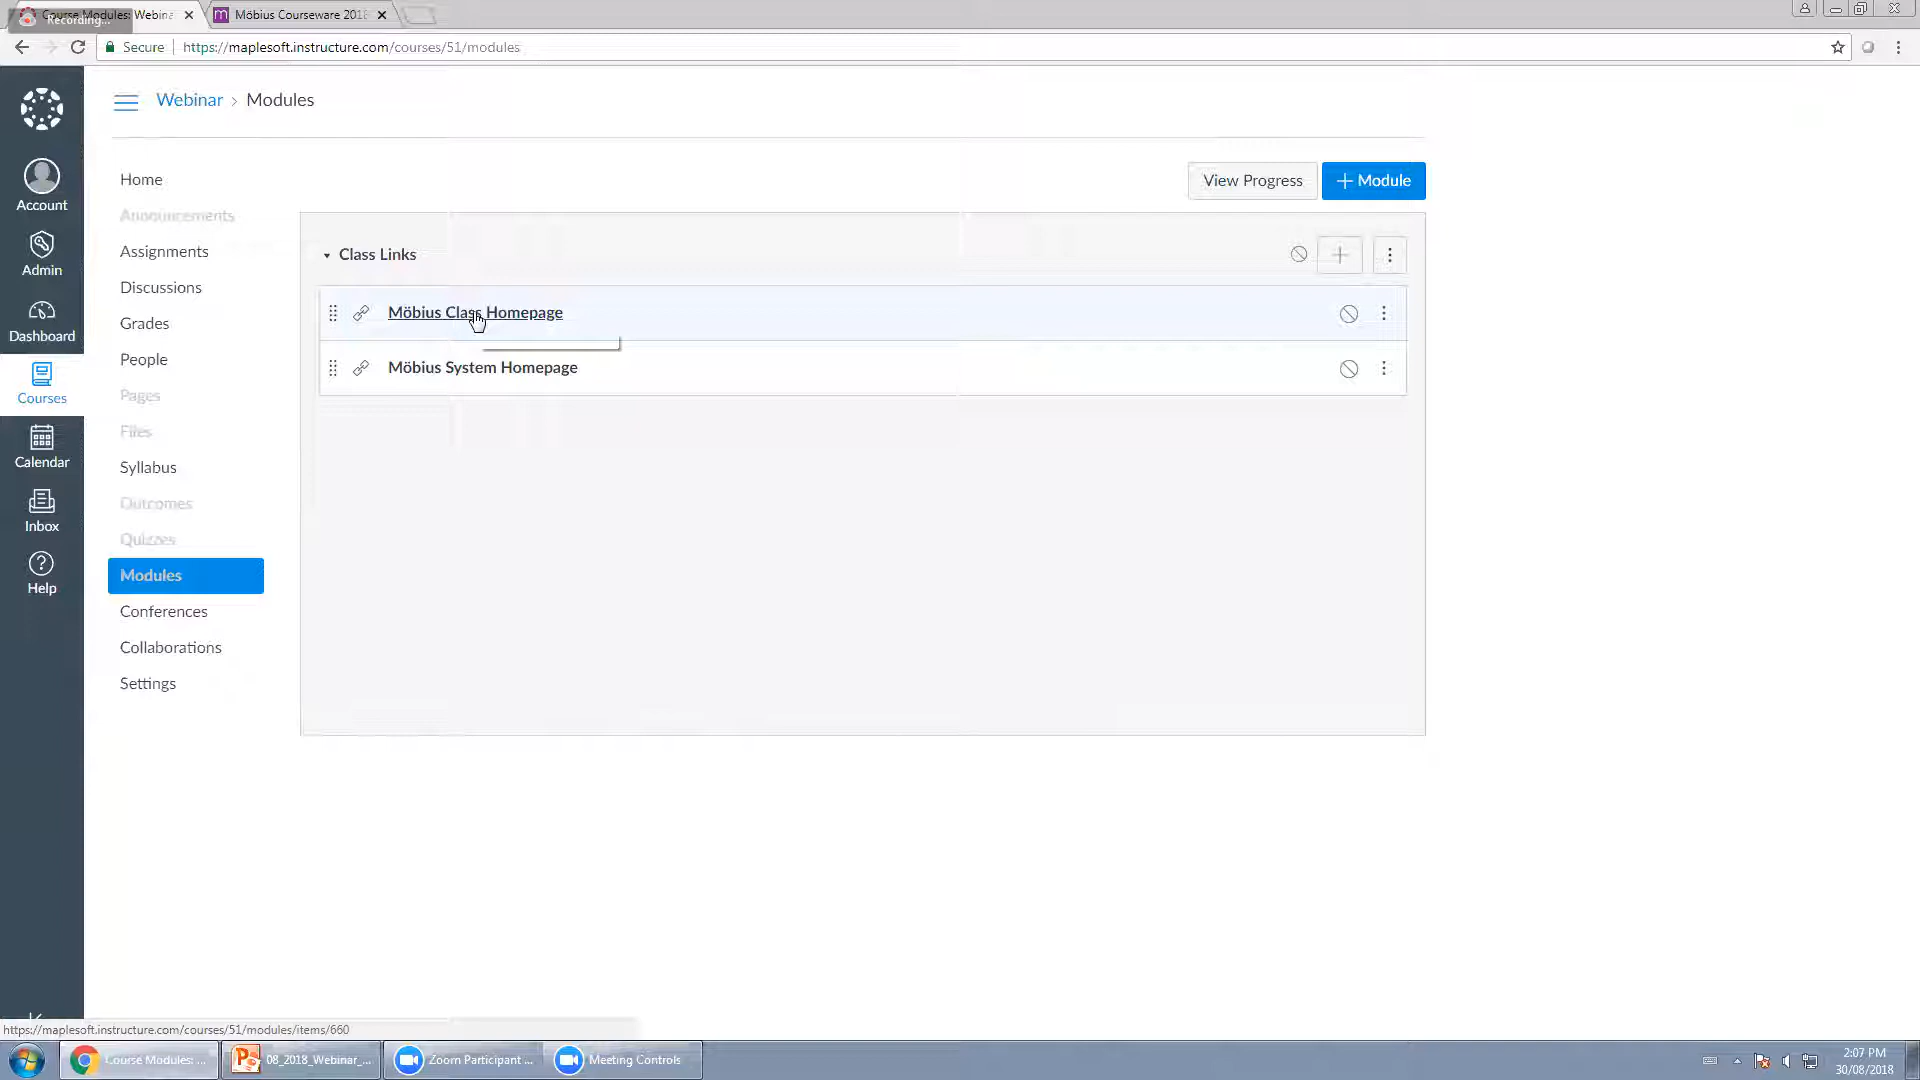 Course Modules: Webina
Recording...
Möbius Courseware 2018
Secure
https://maplesoft.instructure.com/courses/51/modules
Webinar › Modules
Account
Admin
Dashboard
Courses
Calendar
Inbox
Help
Home
Announcements
Assignments
Discussions
Grades
People
Pages
Files
Syllabus
Outcomes
Quizzes
Modules
Conferences
Collaborations
Settings
View Progress
+ Module
Class Links
Möbius Class Homepage
Möbius System Homepage
https://maplesoft.instructure.com/courses/51/modules/items/660
Course Modules: ...
08_2018_Webinar_...
Zoom Participant ...
Meeting Controls
2:07 PM
30/08/2018